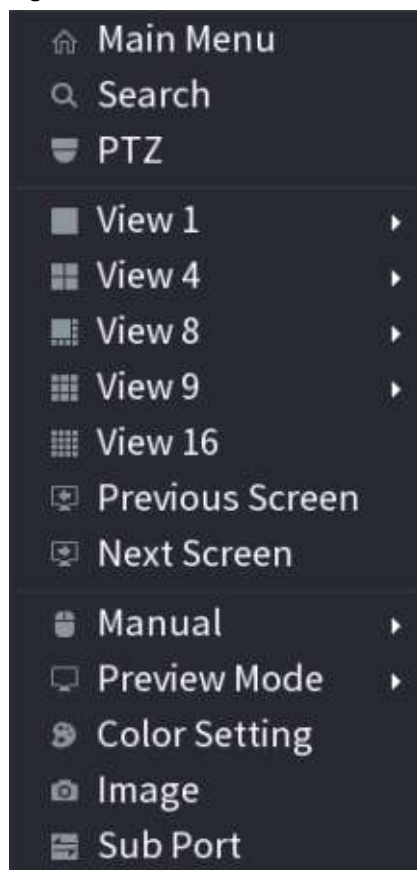 Main Menu
Search
PTZ
View 1
View 4
View 8
View 9
View 16
Previous Screen
Next Screen
Manual
Preview Mode
Color Setting
Image
Sub Port